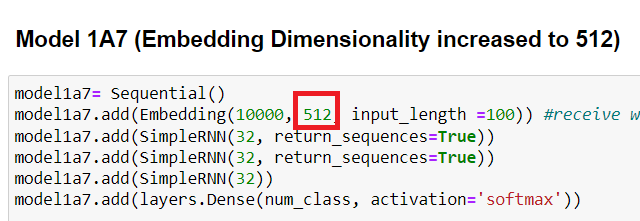 Model 1A7 (Embedding Dimensionality increased to 512)
model1a7= Sequential()
model1a7.add(Embedding(10000, 512 input_length =100)) #receive
model1a7.add(SimpleRNN(32, return_sequences=True))
model1a7.add(SimpleRNN(32, return_sequences=True))
model1a7.add(SimpleRNN(32))
model1a7.add(layers.Dense(num_class, activation='softmax'))